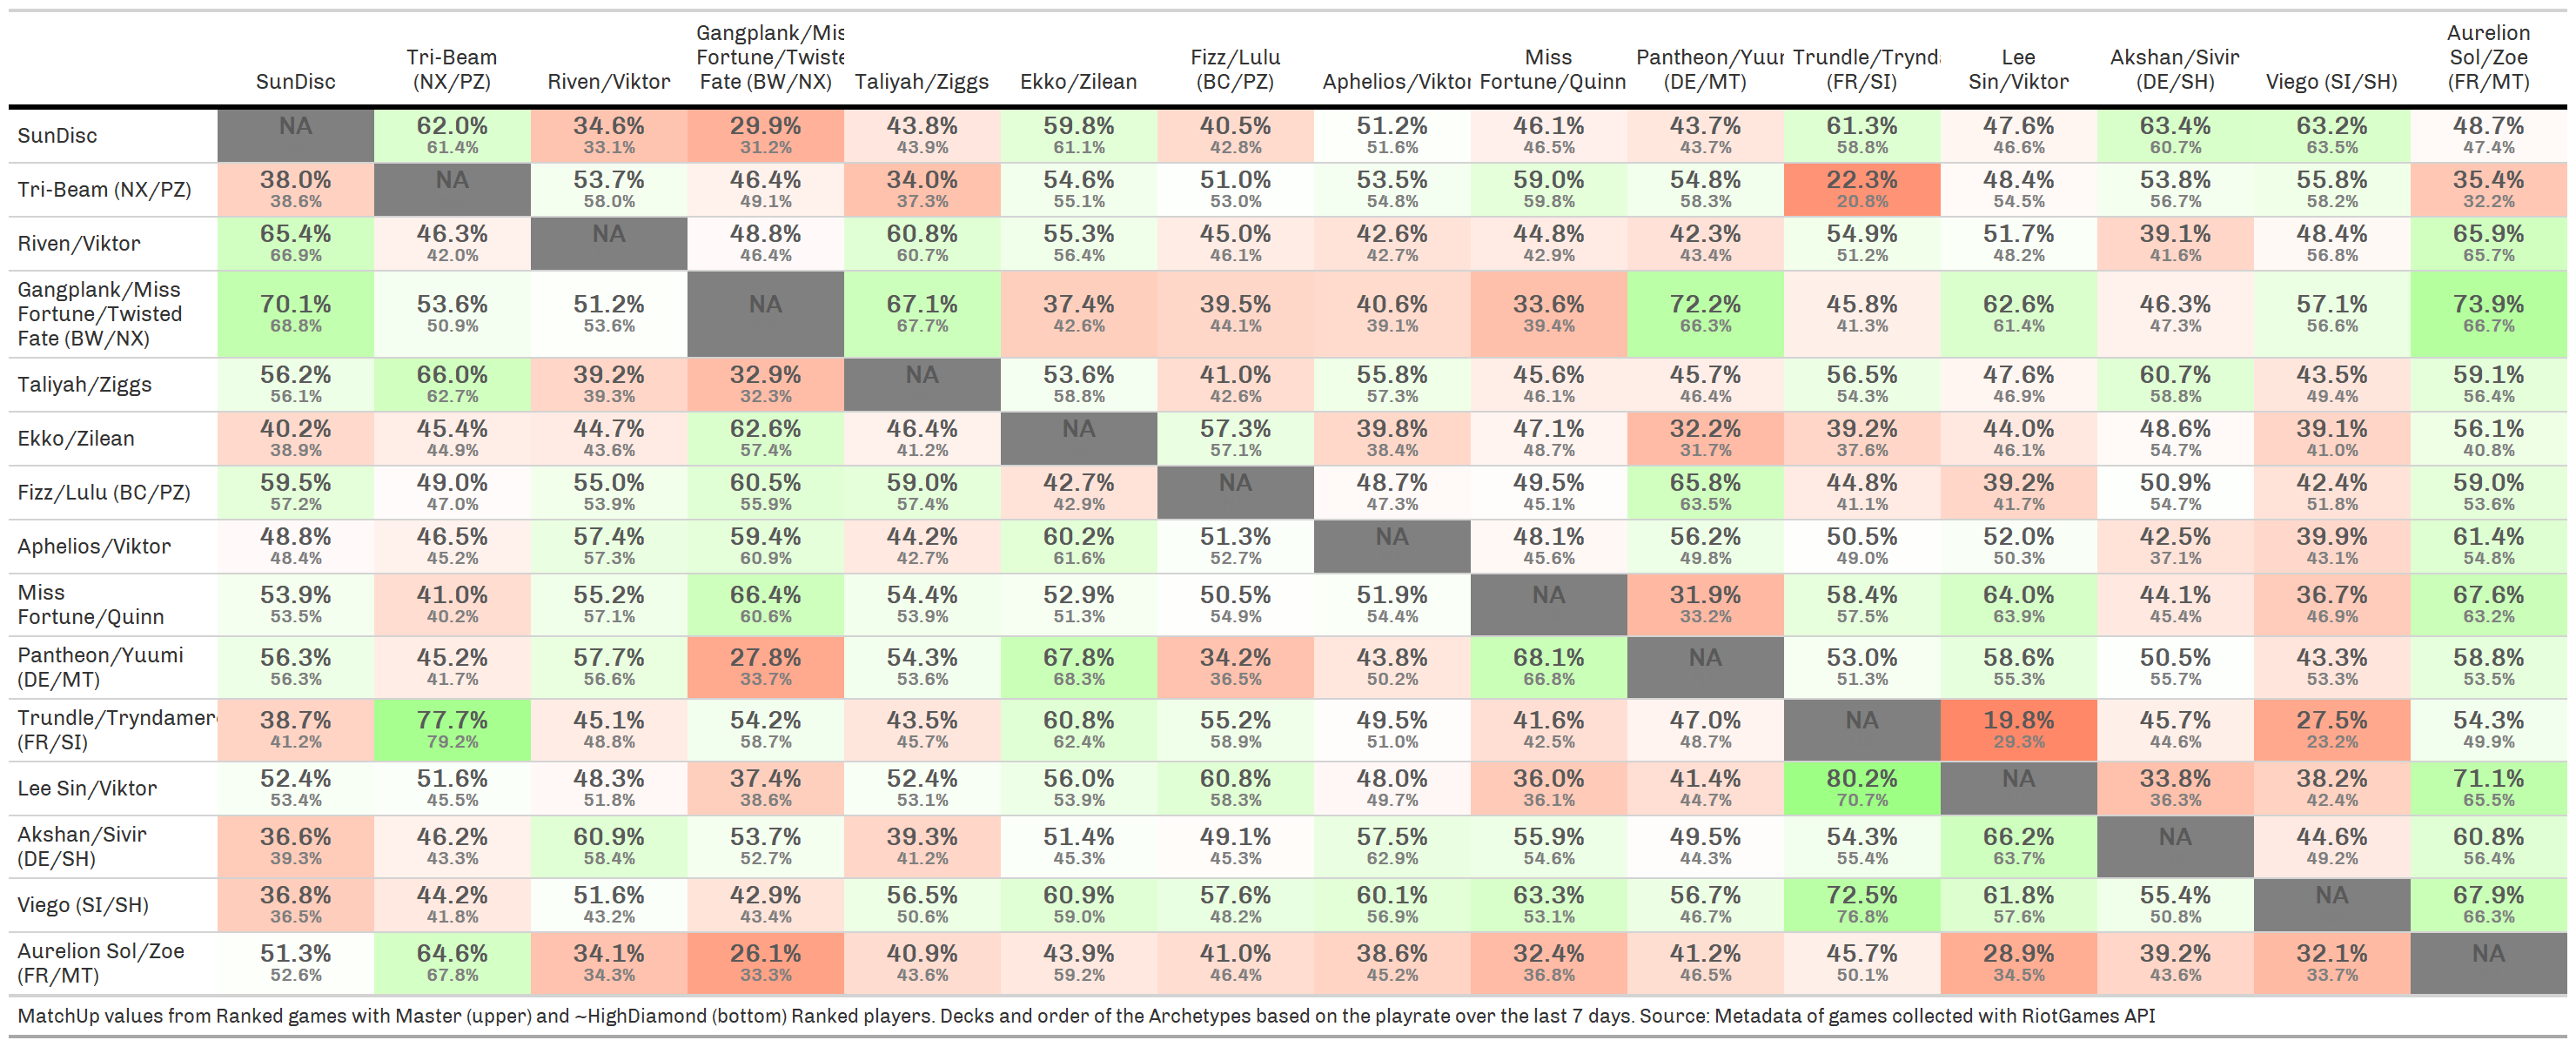 Gangplank/Mis
Aurelion
Tri-Beam Fortune/Twiste Fizz/Lulu Miss Pantheon/Yuur Trundle/Trynd Lee Akshan/Sivir Sol/Zoe
SunDisc (NX/PZ) Riven/Viktor Fate (BW/NX) Taliyah/Ziggs Ekko/Zilean (BC/PZ) Aphelios/Viktor Fortune/Quinn (DE/MT) (FR/SI) Sin/Viktor (DE/SH) Viego (SI/SH) (FR/MT)
SunDisc NA 62.0% 34.6% 29.9% 43.8% 59.8% 40.5% 51.2% 46.1% 43.7% 61.3% 47.6% 63.4% 63.2% 48.7%
61.4% 33.1% 31.2% 43.9% 61.1% 42.8% 51.6% 46.5% 43.7% 58.8% 46.6% 60.7% 63.5% 47.4%
Tri-Beam (NX/PZ) 38.0% NA 53.7% 46.4% 34.0% 54.6% 51.0% 53.5% 59.0% 54.8% 22.3% 48.4% 53.8% 55.8% 35.4%
38.6% 58.0% 49.1% 37.3% 55.1% 53.0% 54.8% 59.8% 58.3% 20.8% 54.5% 56.7% 58.2% 32.2%
Riven/Viktor 65.4% 46.3% NA 48.8% 60.8% 55.3% 45.0% 42.6% 44.8% 42.3% 54.9% 51.7% 39.1% 48.4% 65.9%
66.9% 42.0% 46.4% 60.7% 56.4% 46.1% 42.7% 42.9% 43.4% 51.2% 48.2% 41.6% 56.8% 65.7%
Gangplank/Miss
Fortune/Twisted
Fate (BW/NX)
70.1% 53.6% 51.2% NA 67.1% 37.4% 39.5% 40.6% 33.6% 72.2% 45.8% 62.6% 46.3% 57.1% 73.9%
68.8% 50.9% 53.6% 67.7% 42.6% 44.1% 39.1% 39.4% 66.3% 41.3% 61.4% 47.3% 56.6% 66.7%
Taliyah/Ziggs 56.2% 66.0% 39.2% 32.9% NA 53.6% 41.0% 55.8% 45.6% 45.7% 56.5% 47.6% 60.7% 43.5% 59.1%
56.1% 62.7% 39.3% 32.3% 58.8% 42.6% 57.3% 46.1% 46.4% 54.3% 46.9% 58.8% 49.4% 56.4%
Ekko/Zilean 40.2% 45.4% 44.7% 62.6% 46.4% NA 57.3% 39.8% 47.1% 32.2% 39.2% 44.0% 48.6% 39.1% 56.1%
38.9% 44.9% 43.6% 57.4% 41.2% 57.1% 38.4% 48.7% 31.7% 37.6% 46.1% 54.7% 41.0% 40.8%
Fizz/Lulu (BC/PZ) 59.5% 49.0% 55.0% 60.5% 59.0% 42.7% NA 48.7% 49.5% 65.8% 44.8% 39.2% 50.9% 42.4% 59.0%
57.2% 47.0% 53.9% 55.9% 57.4% 42.9% 47.3% 45.1% 63.5% 41.1% 41.7% 54.7% 51.8% 53.6%
Aphelios/Viktor 48.8% 46.5% 57.4% 59.4% 44.2% 60.2% 51.3% NA 48.1% 56.2% 50.5% 52.0% 42.5% 39.9% 61.4%
48.4% 45.2% 57.3% 60.9% 42.7% 61.6% 52.7% 45.6% 49.8% 49.0% 50.3% 37.1% 43.1% 54.8%
Miss
Fortune/Quinn
53.9% 41.0% 55.2% 66.4% 54.4% 52.9% 50.5% 51.9% NA 31.9% 58.4% 64.0% 44.1% 36.7% 67.6%
53.5% 40.2% 57.1% 60.6% 53.9% 51.3% 54.9% 54.4% 33.2% 57.5% 63.9% 45.4% 46.9% 63.2%
Pantheon/Yuumi
(DE/MT)
56.3% 45.2% 57.7% 27.8% 54.3% 67.8% 34.2% 43.8% 68.1% NA 53.0% 58.6% 50.5% 43.3% 58.8%
56.3% 41.7% 56.6% 33.7% 53.6% 68.3% 36.5% 50.2% 66.8% 51.3% 55.3% 55.7% 53.3% 53.5%
Trundle/Tryndamer
(FR/SI)
38.7% 77.7% 45.1% 54.2% 43.5% 60.8% 55.2% 49.5% 41.6% 47.0% NA 19.8% 45.7% 27.5% 54.3%
41.2% 79.2% 48.8% 58.7% 45.7% 62.4% 58.9% 51.0% 42.5% 48.7% 29.3% 44.6% 23.2% 49.9%
Lee Sin/Viktor 52.4% 51.6% 48.3% 37.4% 52.4% 56.0% 60.8% 48.0% 36.0% 41.4% 80.2% NA 33.8% 38.2% 71.1%
53.4% 45.5% 51.8% 38.6% 53.1% 53.9% 58.3% 49.7% 36.1% 44.7% 70.7% 36.3% 42.4% 65.5%
Akshan/Sivir
(DE/SH)
36.6% 46.2% 60.9% 53.7% 39.3% 51.4% 49.1% 57.5% 55.9% 49.5% 54.3% 66.2% NA 44.6% 60.8%
39.3% 43.3% 58.4% 52.7% 41.2% 45.3% 45.3% 62.9% 54.6% 44.3% 55.4% 63.7% 49.2% 56.4%
Viego (SI/SH) 36.8% 44.2% 51.6% 42.9% 56.5% 60.9% 57.6% 60.1% 63.3% 56.7% 72.5% 61.8% 55.4% NA 67.9%
36.5% 41.8% 43.2% 43.4% 50.6% 59.0% 48.2% 56.9% 53.1% 46.7% 76.8% 57.6% 50.8% 66.3%
Aurelion Sol/Zoe
(FR/MT)
51.3% 64.6% 34.1% 26.1% 40.9% 43.9% 41.0% 38.6% 32.4% 41.2% 45.7% 28.9% 39.2% 32.1% NA
52.6% 67.8% 34.3% 33.3% 43.6% 59.2% 46.4% 45.2% 36.8% 46.5% 50.1% 34.5% 43.6% 33.7%
MatchUp values from Ranked games with Master (upper) and ~HighDiamond (bottom) Ranked players. Decks and order of the Archetypes based on the playrate over the last 7 days. Source: Metadata of games collected with RiotGames API